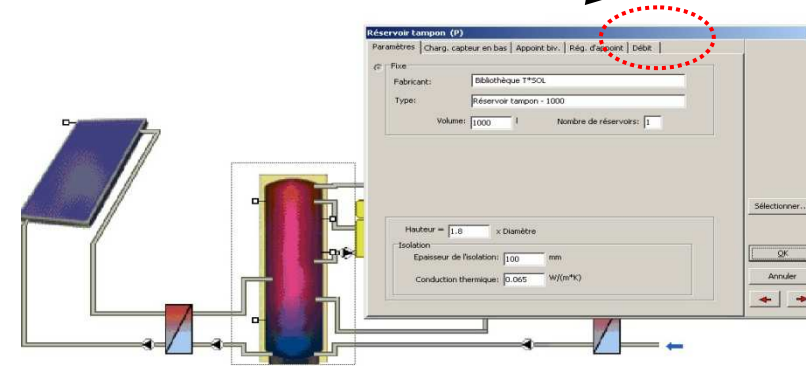 Réservoir tampon (P)
Paramètres Charg. capteur en bas Appoint biv. Rég. d'appoint Débit
Fixe
Fabricant: Bibliothèque T*SOL
Type: Réservoir tampon - 1000
Volume: 1000 l Nombre de réservoirs: 1
Sélectionner..
Hauteur = 1.8 x Diamètre
Isolation
Epaisseur de l'isolation: 100 mm
OK
Conduction thermique: 0.065 W/(m*K)
Annuler